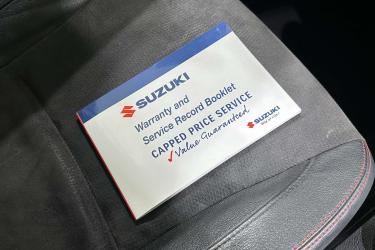 SUZUKI
Warranty and
Service Record Booklet
CAPPED PRICE SERVICE
Value Guaranteed
SUZUKI